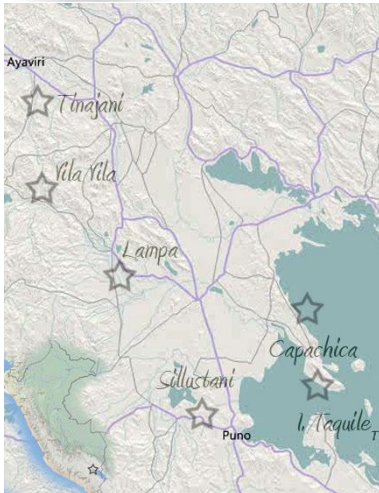 Ayaviri
Tinajani
Vila Vila
Lampa
Capachica
Sillustani
I. Taquile
Puno
T